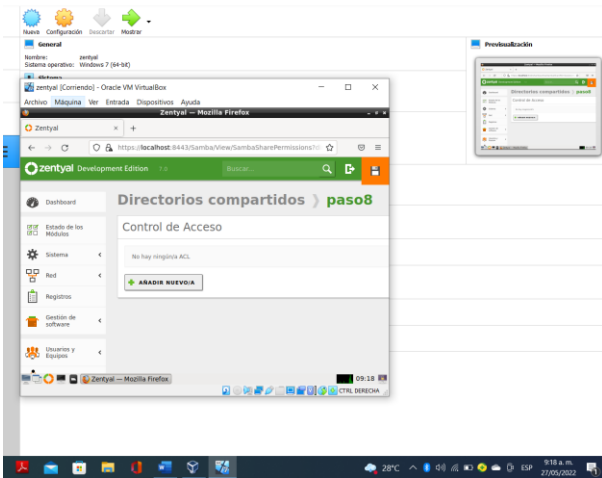 Nueva Configuración Descartar Mostrar
General
Previsualización
Nombre: zentyal
Sistema operativo: Windows 7 (64-bit)
Sistema
zentyal [Corriendo] - Oracle VM VirtualBox
Archivo Máquina Ver Entrada Dispositivos Ayuda
Zentyal — Mozilla Firefox
Zentyal
https://localhost:8443/Samba/View/SambaSharePermissions?di
zentyal Development Edition 7.0
Buscar...
Directorios compartidos paso8
Dashboard
Control de Acceso
Estado de los Módulos
No hay ningún/a ACL
Sistema
AÑADIR NUEVO/A
Red
Registros
Gestión de software
Usuarios y Equipos
Zentyal — Mozilla Firefox
09:18
CTRL DERECHA
28°C
ESP
9:18 a. m.
27/05/2022